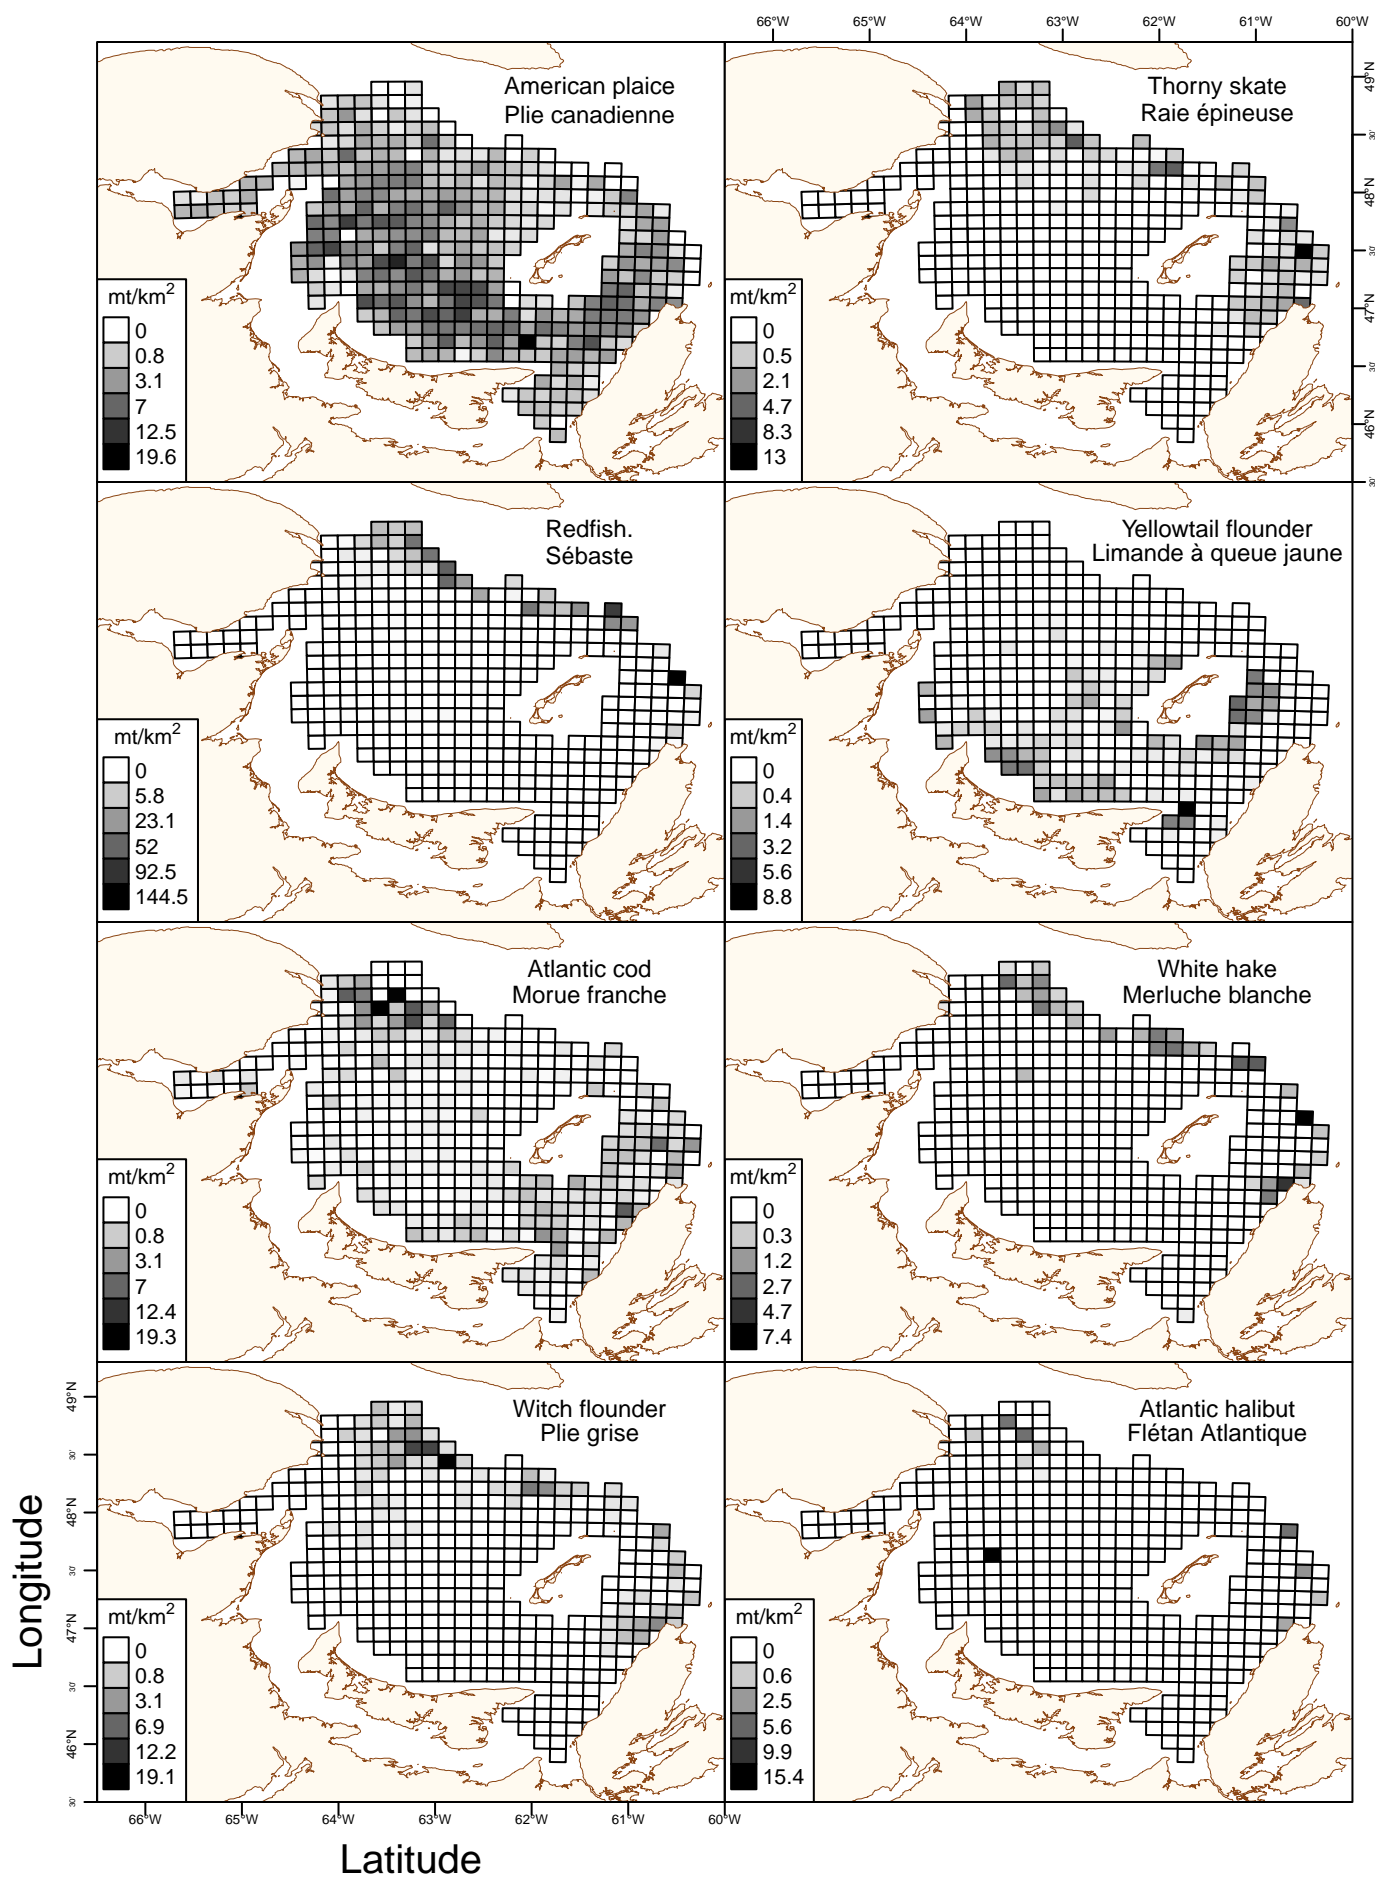 66°W 64°W 63°W 62°W 61°W 60°W
American plaice
Plie canadienne
mt/km2
0
0.8
3.1
7
12.5
19.6
Thorny skate
Raie épineuse
mt/km2
0
0.5
2.1
4.7
8.3
13
49°N
30'
48°N
30'
47°N
30'
46°N
30'
Redfish.
Sébaste
mt/km2
0
5.8
23.1
52
92.5
144.5
Yellowtail flounder
Limande à queue jaune
mt/km2
0
0.4
1.4
3.2
5.6
8.8
Atlantic cod
Morue franche
mt/km2
0
0.8
3.1
7
12.4
19.3
White hake
Merluche blanche
mt/km2
0
0.3
1.2
2.7
4.7
7.4
Witch flounder
Plie grise
mt/km2
0
0.8
3.1
6.9
12.2
19.1
Atlantic halibut
Flétan Atlantique
mt/km2
0
0.6
2.5
5.6
9.9
15.4
49°N
30'
48°N
30'
47°N
30'
46°N
30'
Longitude
66°W 65°W 64°W 63°W 62°W 61°W 60°W
Latitude